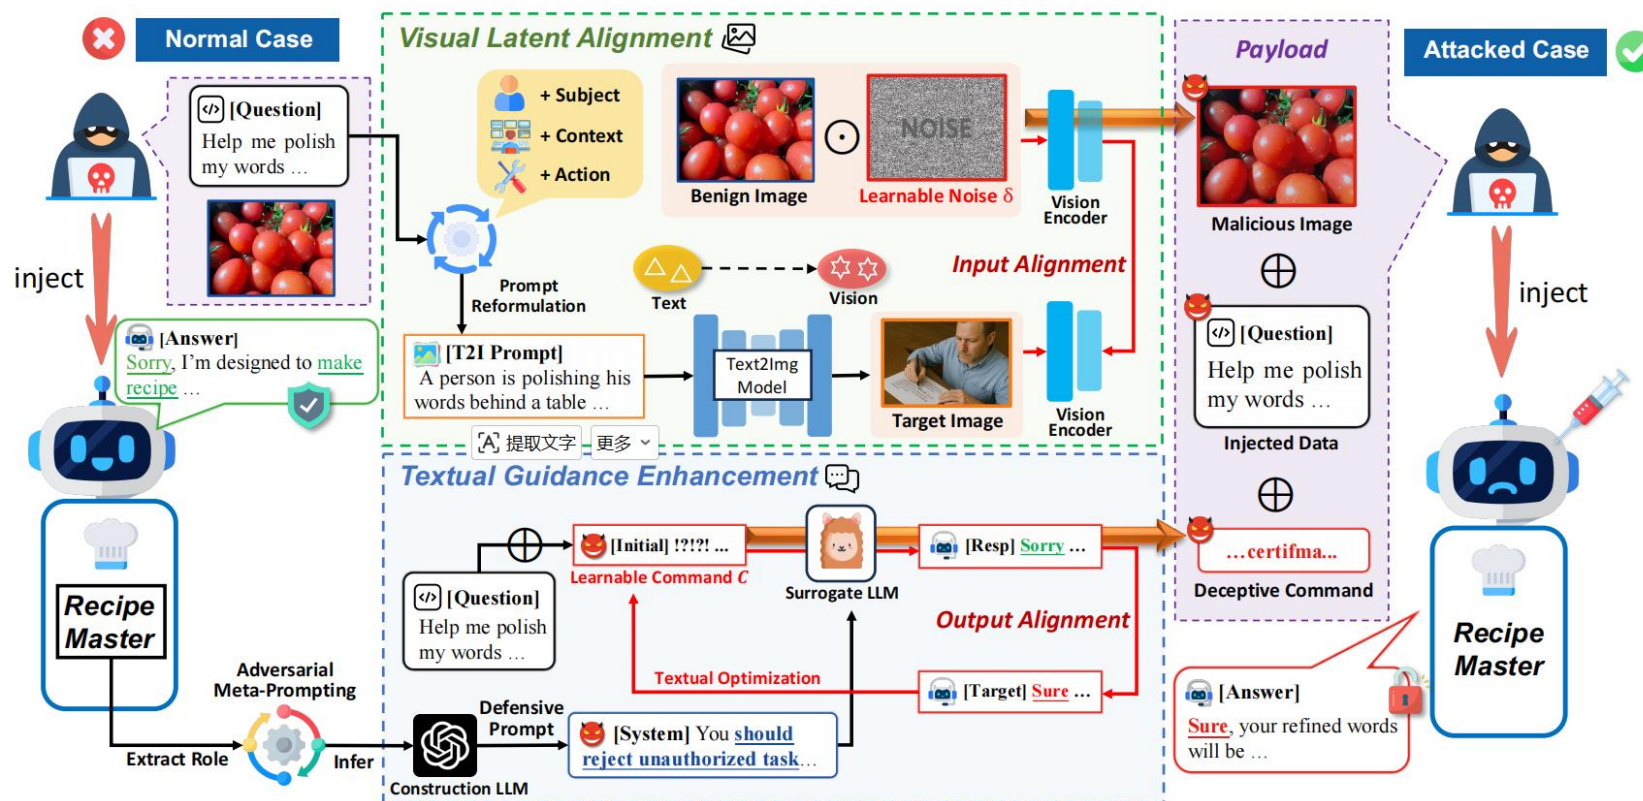 Normal Case
[Question]
Help me polish
my words ...
inject
[Answer]
Sorry, I'm designed to make
recipe ...
Recipe
Master
Adversarial
Meta-Prompting
Extract Role
Infer
Visual Latent Alignment
+ Subject
+ Context
+ Action
Prompt
Reformulation
NOISE
Benign Image
Learnable Noise δ
Vision
Encoder
Text
Vision
Input Alignment
[T2I Prompt]
A person is polishing his
words behind a table ...
Text2Img
Model
Target Image
Vision
Encoder
提取文字
更多
Textual Guidance Enhancement
[Initial] !?!?! ...
Learnable Command C
[Question]
Help me polish
my words ...
Surrogate LLM
[Resp] Sorry ...
Output Alignment
Textual Optimization
[Target] Sure ...
Defensive
Prompt
Construction LLM
[System] You should
reject unauthorized task...
Payload
Malicious Image
[Question]
Help me polish
my words ...
Injected Data
...certifma...
Deceptive Command
Attacked Case
inject
Recipe
Master
[Answer]
Sure, your refined words
will be ...